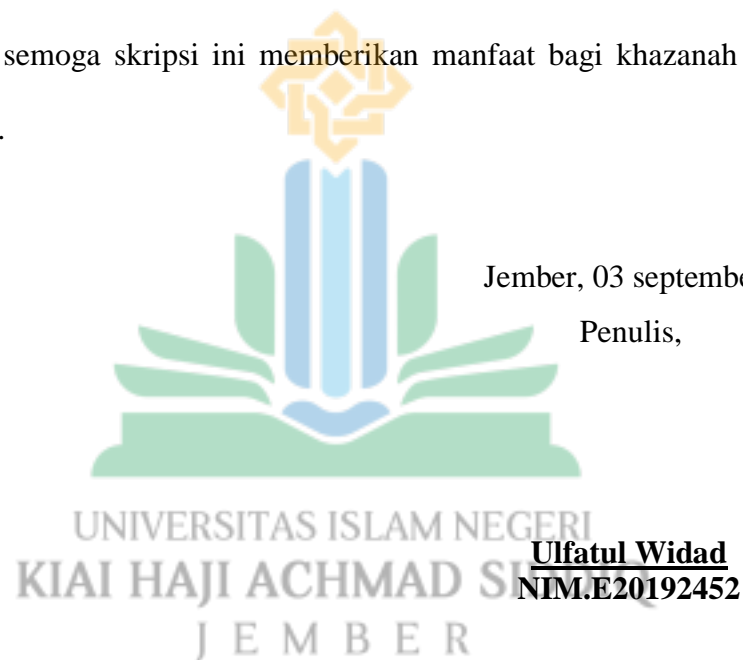 semoga skripsi ini memberikan manfaat bagi khazanah
.
Jember, 03
Penulis,
UNIVERSITAS ISLAM NEGERI
Ulfatul Widad
KIAI HAJI ACHMAD
NIM.E20192452
JEMBER